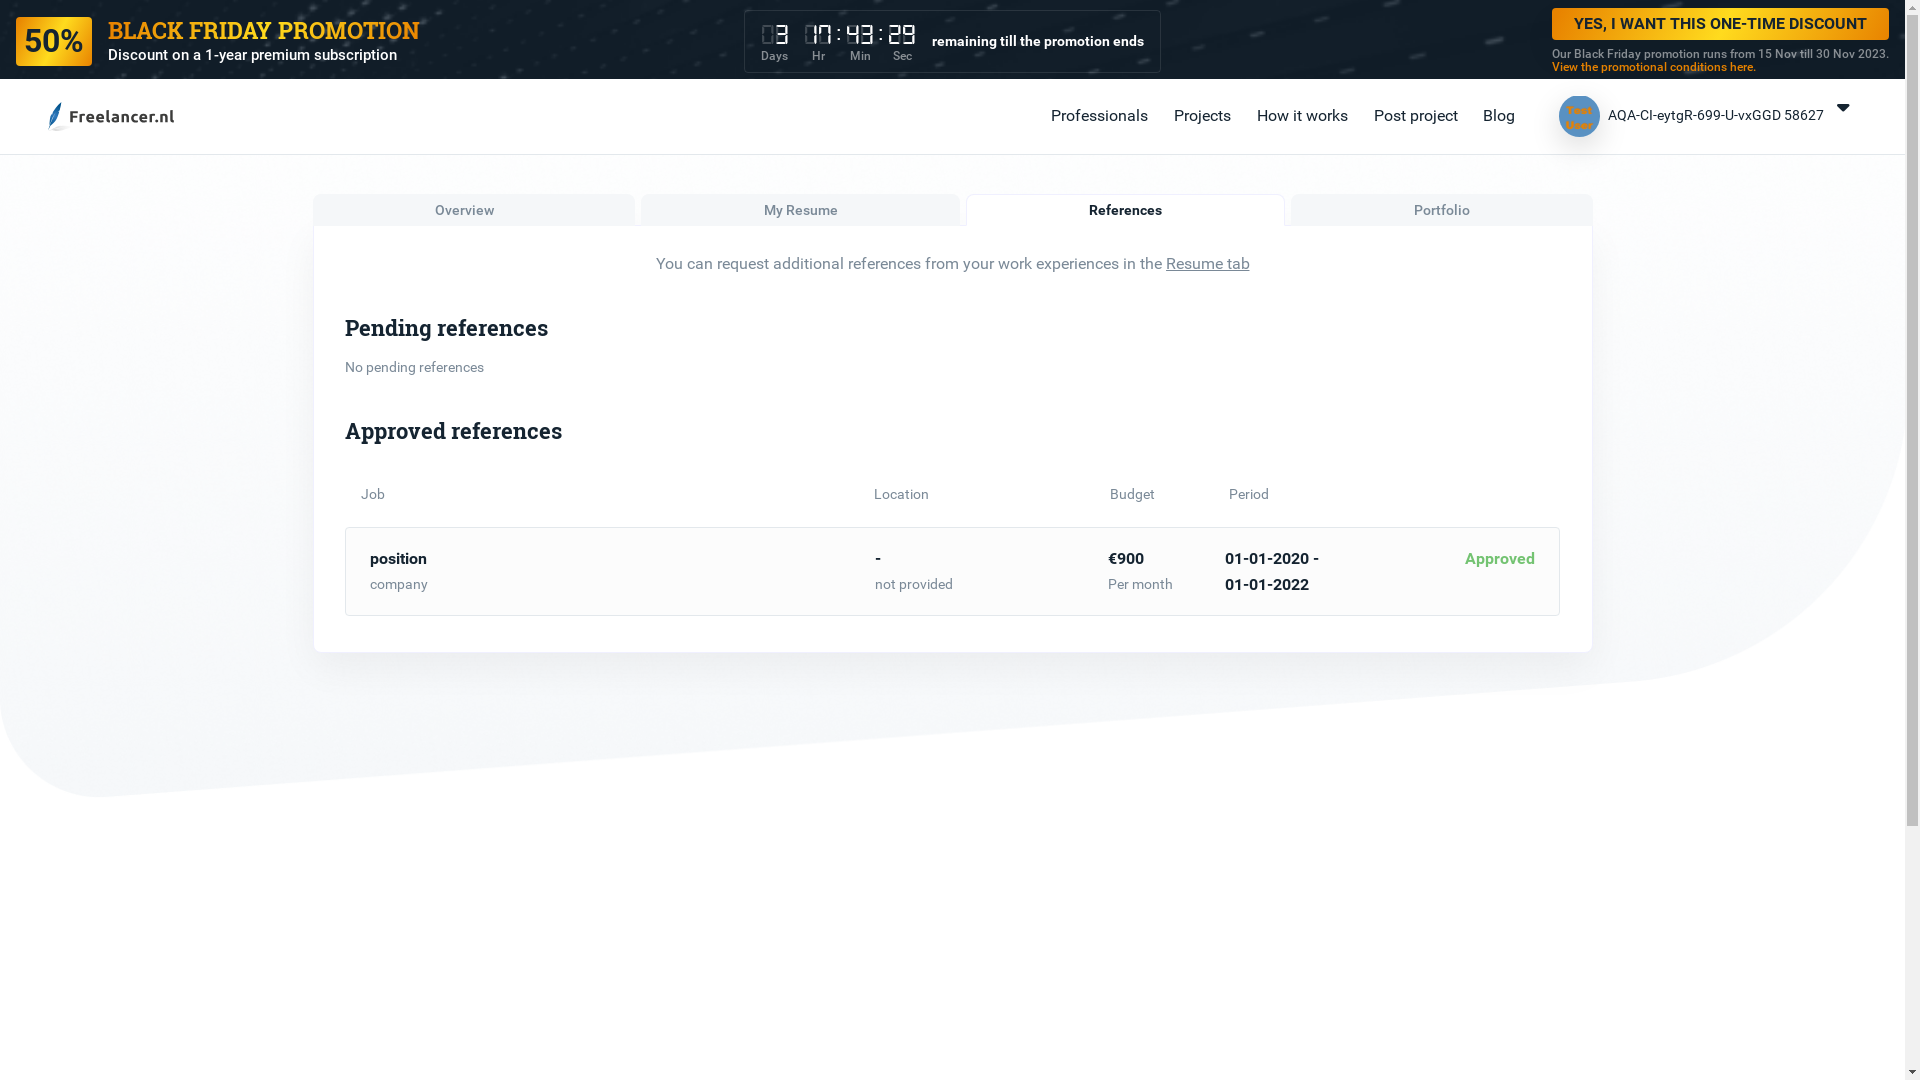 50%
BLACK FRIDAY PROMOTION
Discount on a 1-year premium subscription
3 17:43:29
Days Hr Min Sec
remaining till the promotion ends
YES, I WANT THIS ONE-TIME DISCOUNT
Our Black Friday promotion runs from 15 Nov till 30 Nov 2023.
View the promotional conditions here.
Freelancer.nl
Professionals Projects How it works Post project Blog
Test
User
AQA-CI-eytgR-699-U-vxGGD 58627
Overview My Resume References Portfolio
You can request additional references from your work experiences in the Resume tab
Pending references
No pending references
Approved references
Job Location Budget Period
position - €900 01-01-2020 - Approved
company not provided Per month 01-01-2022